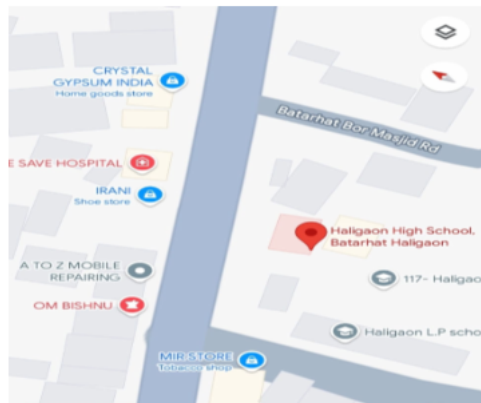 CRYSTAL
GYPSUM INDIA
Home goods store
Batarhat Bor Masjid Rd
E SAVE HOSPITAL
IRANI
Shoe store
Haligaon High School,
Batarhat Haligaon
A TO Z MOBILE
REPAIRING
117- Haligao
OM BISHNU
Haligaon L.P scho
MIR STORE
Tobacco shop